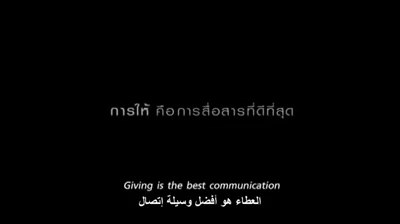 การให้ คือการสื่อสารที่ดีที่สุด
Giving is the best communication
العطاء هو أفضل وسيلة إتصال